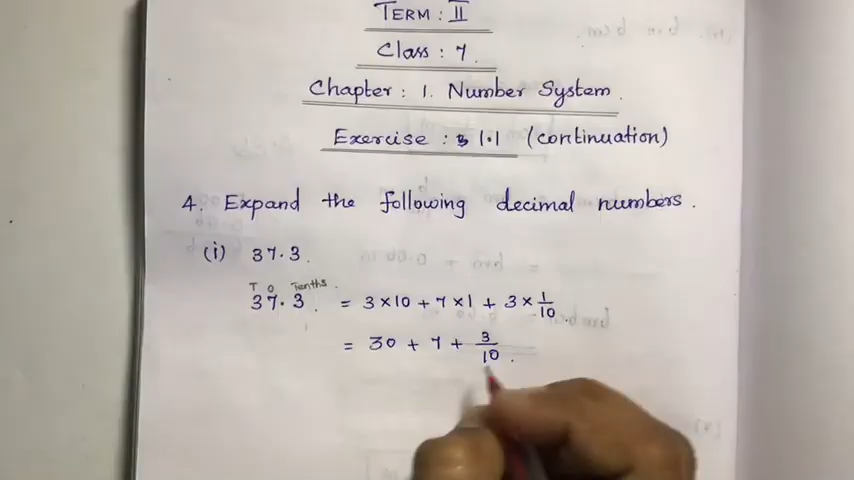 TERM : II
Class : 7.
Chapter : 1. Number System.
Exercise : 1.1 (continuation)
4. Expand the following decimal numbers.
(i) 37.3.
T O Tenths.
37.3. = 3×10 + 7×1 + 3×1/10.
= 30 + 7 + 3/10.